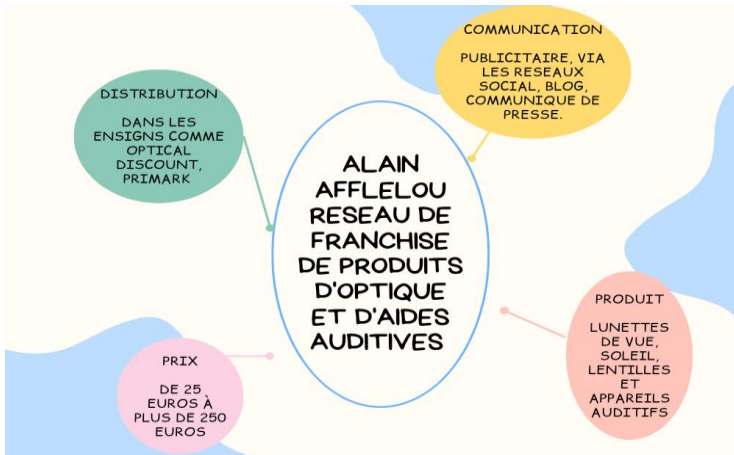 COMMUNICATION
PUBLICITAIRE, VIA
LES RESEAUX
SOCIAL, BLOG,
COMMUNIQUE DE
PRESSE.
DISTRIBUTION
DANS LES
ENSIGNS COMME
OPTICAL
DISCOUNT,
PRIMARK
ALAIN
AFFLELOU
RESEAU DE
FRANCHISE
DE PRODUITS
D'OPTIQUE
ET D'AIDES
AUDITIVES
PRODUIT
LUNETTES
DE VUE,
SOLEIL,
LENTILLES
ET
APPAREILS
AUDITIFS
PRIX
DE 25
EUROS À
PLUS DE 250
EUROS